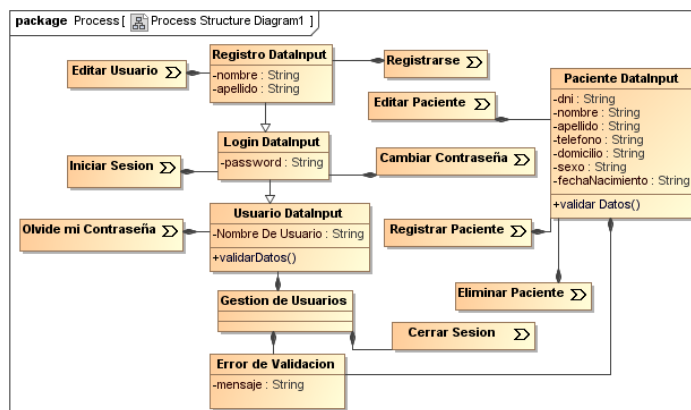 package Process [ Process Structure Diagram1 ]
Registro DataInput
-nombre : String
-apellido : String
Editar Usuario
Registrarse
Paciente DataInput
-dni : String
-nombre : String
-apellido : String
-telefono : String
-domicilio : String
-sexo : String
-fechaNacimiento : String
+validar Datos()
Editar Paciente
Login DataInput
-password : String
Iniciar Sesion
Cambiar Contraseña
Usuario DataInput
-Nombre De Usuario : String
+validarDatos()
Olvide mi Contraseña
Registrar Paciente
Eliminar Paciente
Gestion de Usuarios
Cerrar Sesion
Error de Validacion
-mensaje : String